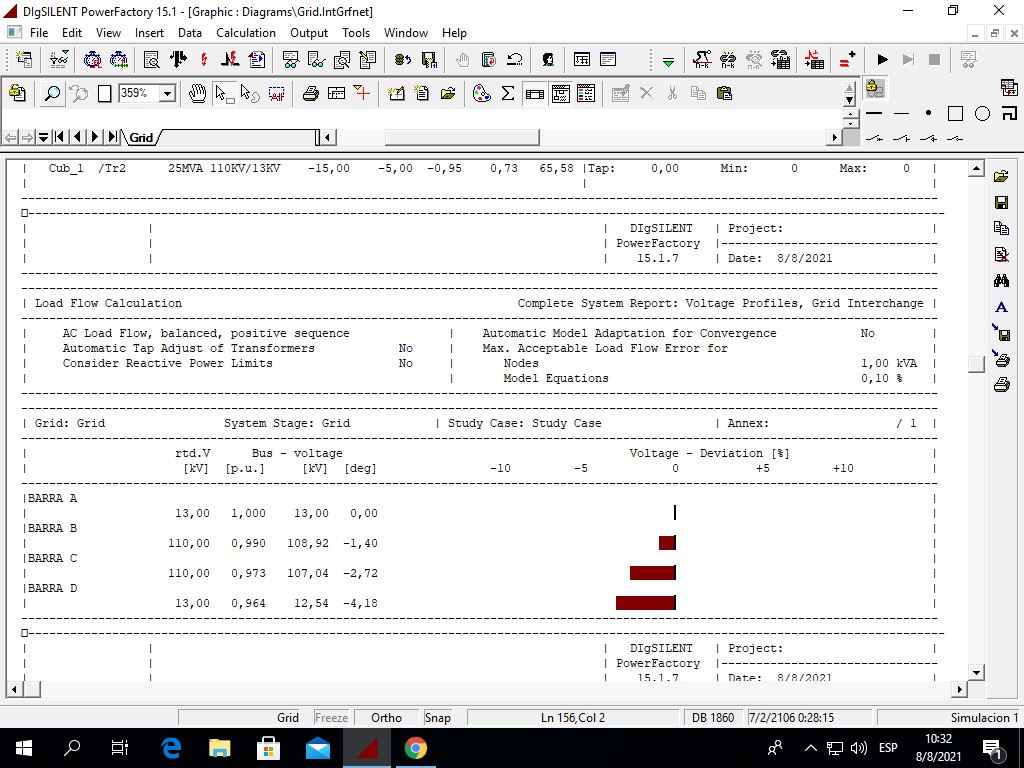 DIgSILENT PowerFactory 15.1 - [Graphic : Diagrams\Grid.IntGrfnet]
File Edit View Insert Data Calculation Output Tools Window Help
359%
Grid
Cub_1 /Tr2 25MVA 110KV/13KV -15,00 -5,00 -0,95 0,73 65,58 |Tap: 0,00 Min: 0 Max: 0
DIgSILENT | Project:
PowerFactory
15.1.7 | Date: 8/8/2021
Load Flow Calculation Complete System Report: Voltage Profiles, Grid Interchange
AC Load Flow, balanced, positive sequence | Automatic Model Adaptation for Convergence No
Automatic Tap Adjust of Transformers No | Max. Acceptable Load Flow Error for
Consider Reactive Power Limits No | Nodes 1,00 kVA
Model Equations 0,10 %
Grid: Grid System Stage: Grid | Study Case: Study Case | Annex: / 1
rtd.V Bus - voltage Voltage - Deviation [%]
[kV] [p.u.] [kV] [deg] -10 -5 0 +5 +10
BARRA A
13,00 1,000 13,00 0,00
BARRA B
110,00 0,990 108,92 -1,40
BARRA C
110,00 0,973 107,04 -2,72
BARRA D
13,00 0,964 12,54 -4,18
DIgSILENT | Project:
PowerFactory
15.1.7 | Date: 8/8/2021
Grid Freeze Ortho Snap Ln 156,Col 2 DB 1860 7/2/2106 0:28:15 Simulacion 1
ESP
10:32
8/8/2021
1